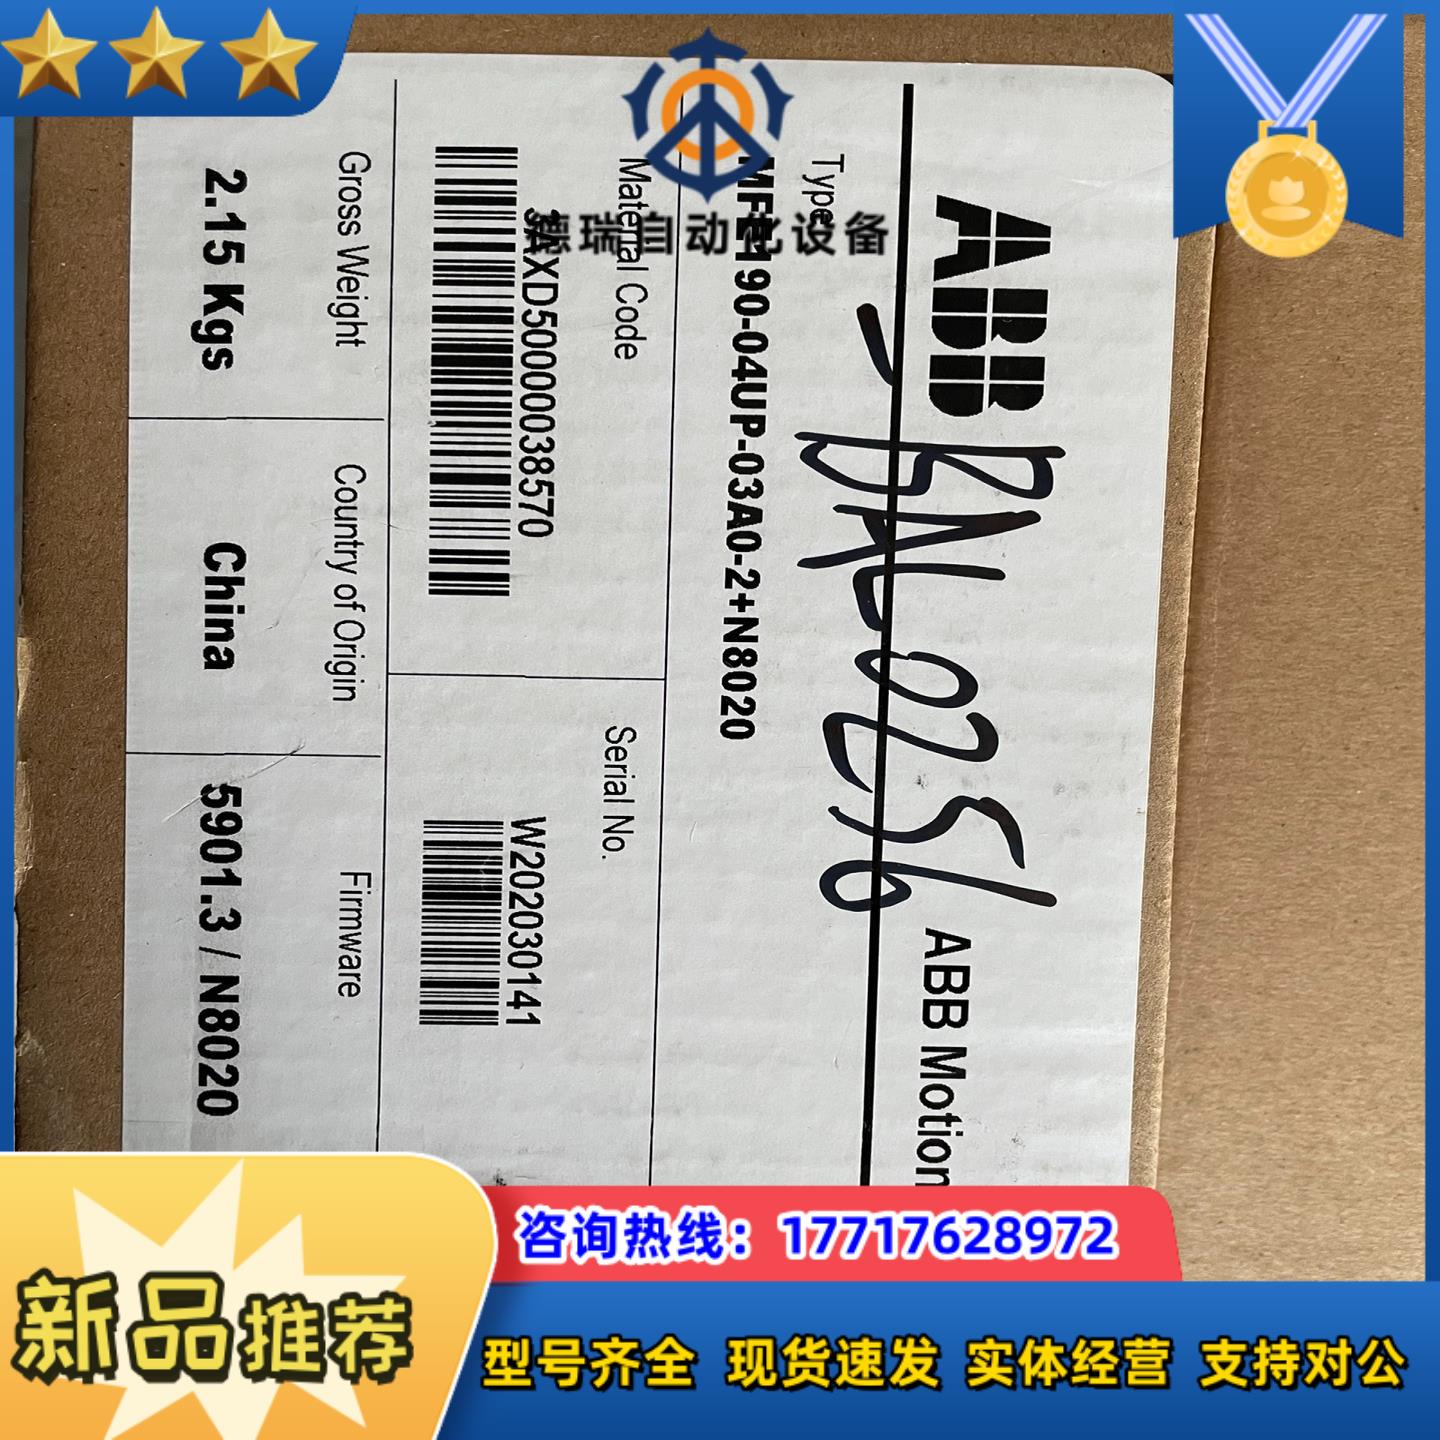 德瑞自动化设备
ABB
ABB Motion
BAL0256
Type
MFE190-04UP-03A0-2+N8020
Material Code
3AXD50000038570
Serial No.
W202030141
Gross Weight
2.15 Kgs
Country of Origin
China
Firmware
5901.3 / N8020
咨询热线：17717628972
新品推荐
型号齐全 现货速发 实体经营 支持对公